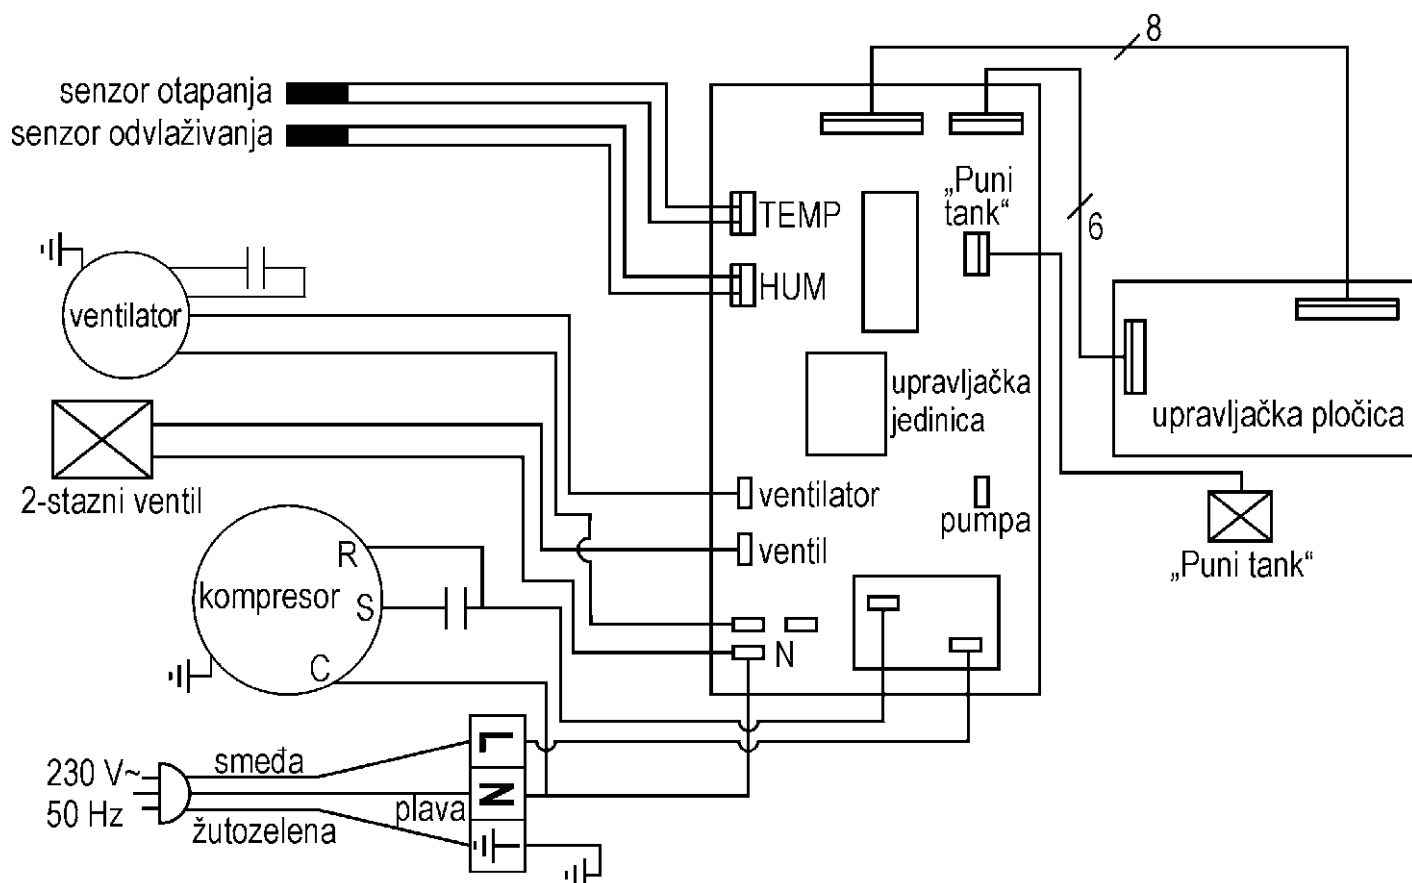 8
senzor otapanja
senzor odvlaživanja
„Puni
tank“
TEMP
6
HUM
ventilator
upravljačka
jedinica
upravljačka pločica
2-stazni ventil
ventilator
pumpa
R
ventil
„Puni tank“
kompresor
S
N
C
L
smeđa
230 V~
N
plava
50 Hz
žutozelena